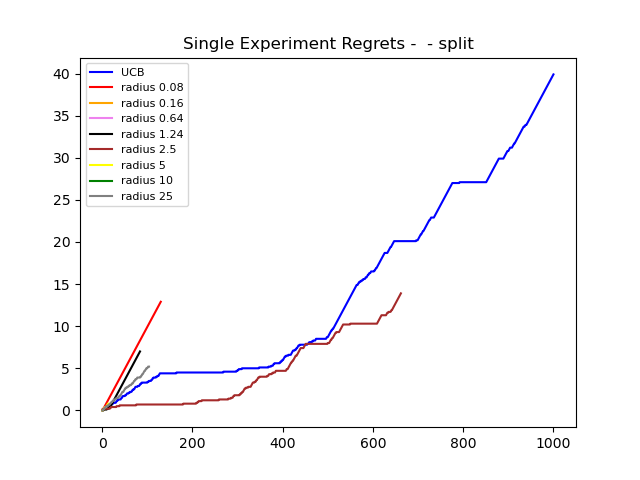 Single Experiment Regrets -  - split
UCB
radius 0.08
radius 0.16
radius 0.64
radius 1.24
radius 2.5
radius 5
radius 10
radius 25
40
35
30
25
20
15
10
5
0
0 200 400 600 800 1000